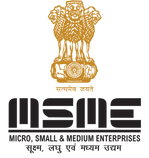 सत्यमेव जयते
MSME
MICRO, SMALL & MEDIUM ENTERPRISES
सूक्ष्म, लघु एवं मध्यम उद्यम